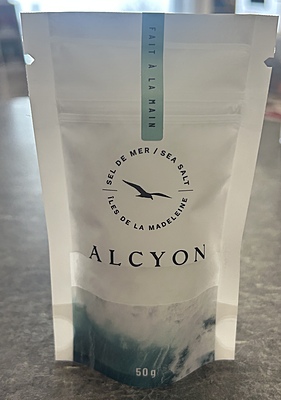 FAIT À LA MAIN
SEL DE MER / SEA SALT
ÎLES DE LA MADELEINE
ALCYON
50g